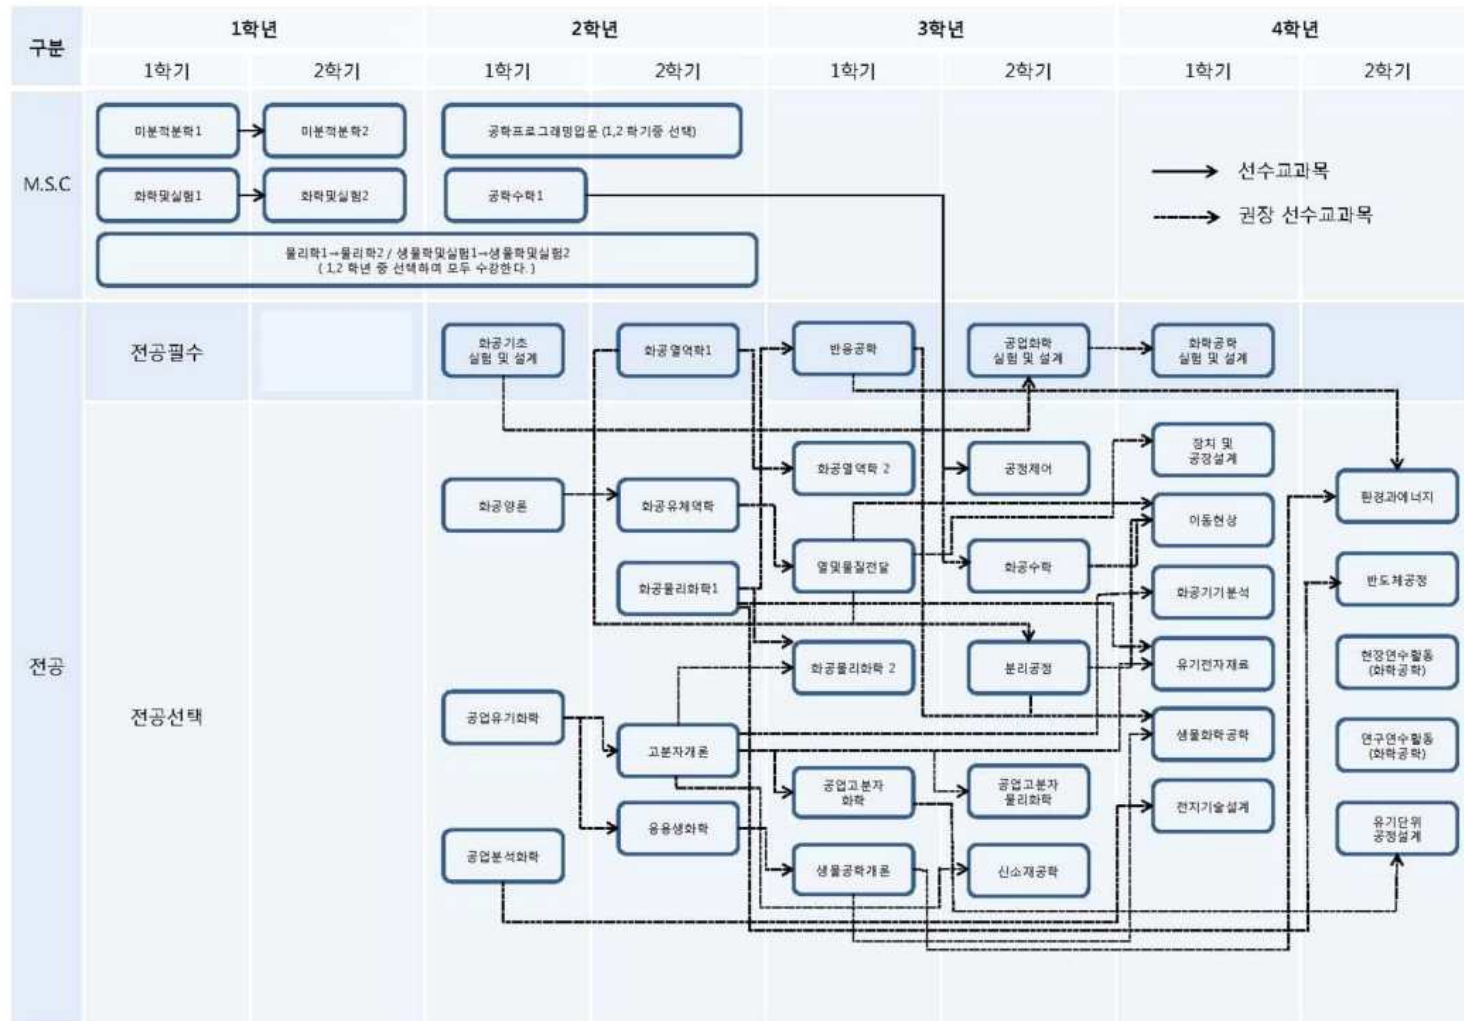 구분
1학년
2학년
3학년
4학년
1학기
2학기
1학기
2학기
1학기
2학기
1학기
2학기
M.S.C
미분적분학1
미분적분학2
공학프로그래밍입문 (1,2 학기중 선택)
화학및실험1
화학및실험2
공학수학1
물리학1→물리학2 / 생물학및실험1→생물학및실험2
( 1,2 학년 중 선택하며 모두 수강한다. )
선수교과목
권장 선수교과목
전공
전공필수
화공기초
실험 및 설계
화공열역학1
반응공학
공업화학
실험 및 설계
화학공학
실험 및 설계
전공선택
화공양론
공업유기화학
공업분석화학
화공유체역학
화공물리화학1
고분자개론
응용생화학
화공열역학 2
열및물질전달
화공물리화학 2
공업고분자
화학
생물공학개론
공정제어
화공수학
분리공정
공업고분자
물리화학
신소재공학
장치 및
공장설계
이동현상
화공기기분석
유기전자재료
생물화학공학
전지기술설계
환경과에너지
반도체공정
현장연수활동
(화학공학)
연구연수활동
(화학공학)
유기단위
공정설계